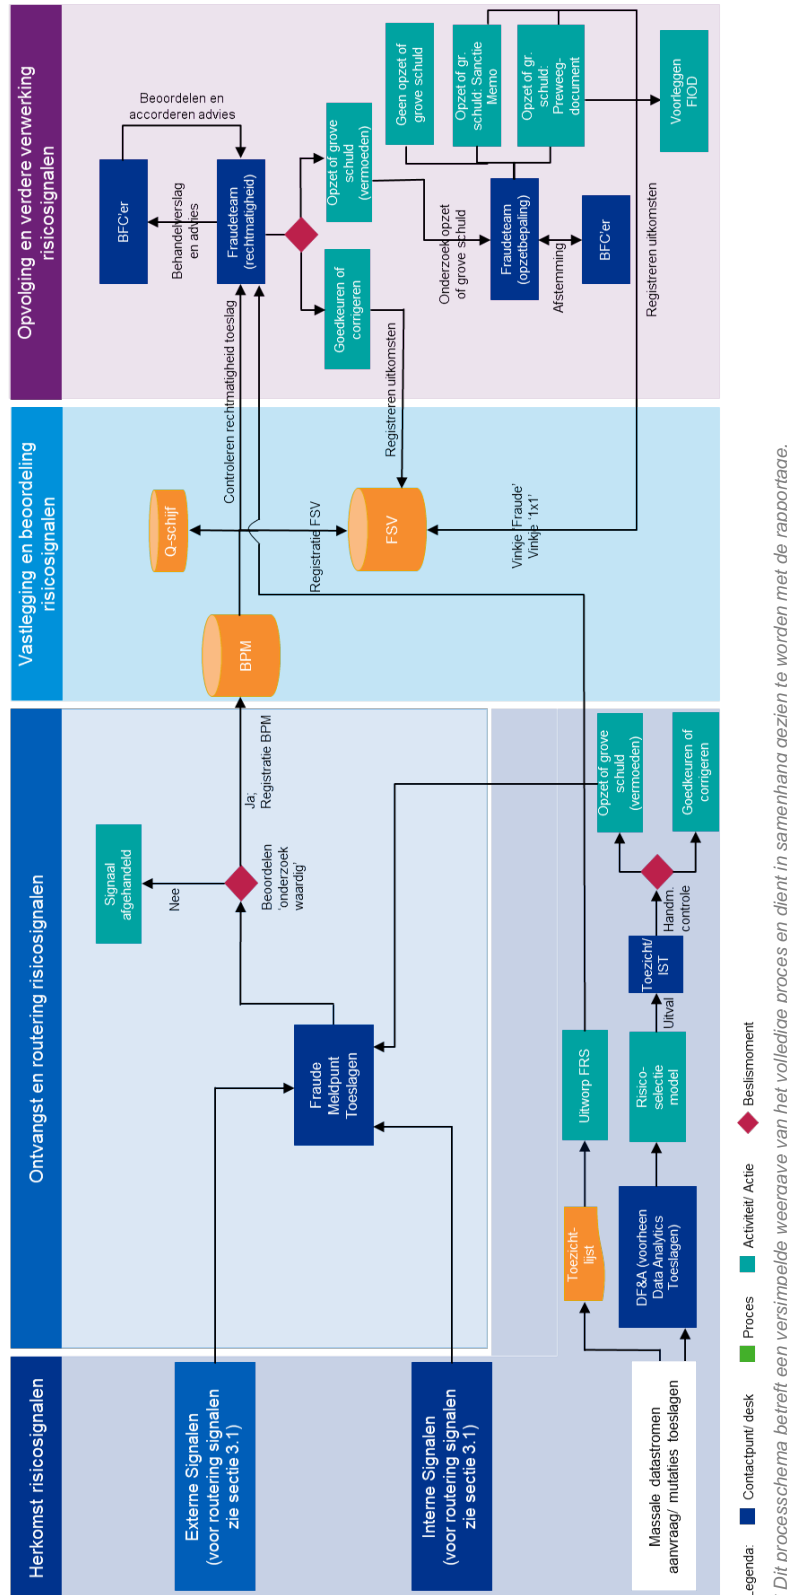 Herkomst risicosignalen
Externe Signalen
(voor routering signalen
zie sectie 3.1)
Interne Signalen
(voor routering signalen
zie sectie 3.1)
Massale datastromen
aanvraag/ mutaties toeslagen
Ontvangst en routering risicosignalen
Signaal
afgehandeld
Nee
Ja;
Registratie BPM
Beoordelen
'onderzoek
waardig'
Fraude
Meldpunt
Toeslagen
Toezicht-
lijst
Uitworp FRS
DF&A (voorheen
Data Analytics
Toeslagen)
Risico-
selectie
model
Uitval
Toezicht/
IST
Handm.
controle
Opzet of grove
schuld
(vermoeden)
Goedkeuren of
corrigeren
Vastlegging en beoordeling
risicosignalen
Q-schijf
BPM
Registratie FSV
FSV
Controleren rechtmatigheid toeslag
Registreren uitkomsten
Vinkje 'Fraude'
Vinkje '1x1'
Opvolging en verdere verwerking
risicosignalen
BFC'er
Beoordelen en
accorderen advies
Behandelverslag
en advies
Fraudeteam
(rechtmatigheid)
Opzet of grove
schuld
(vermoeden)
Goedkeuren of
corrigeren
Onderzoek opzet
of grove schuld
Geen opzet of
grove schuld
Opzet of gr.
schuld: Sanctie
Memo
Opzet of gr.
schuld:
Preweeg-
document
Fraudeteam
(opzetbepaling)
Afstemming
BFC'er
Registreren uitkomsten
Voorleggen
FIOD
Legenda:
Contactpunt/ desk
Proces
Activiteit/ Actie
Beslismoment
Dit processchema betreft een versimpelde weergave van het volledige proces en dient in samenhang gezien te worden met de rapportage.